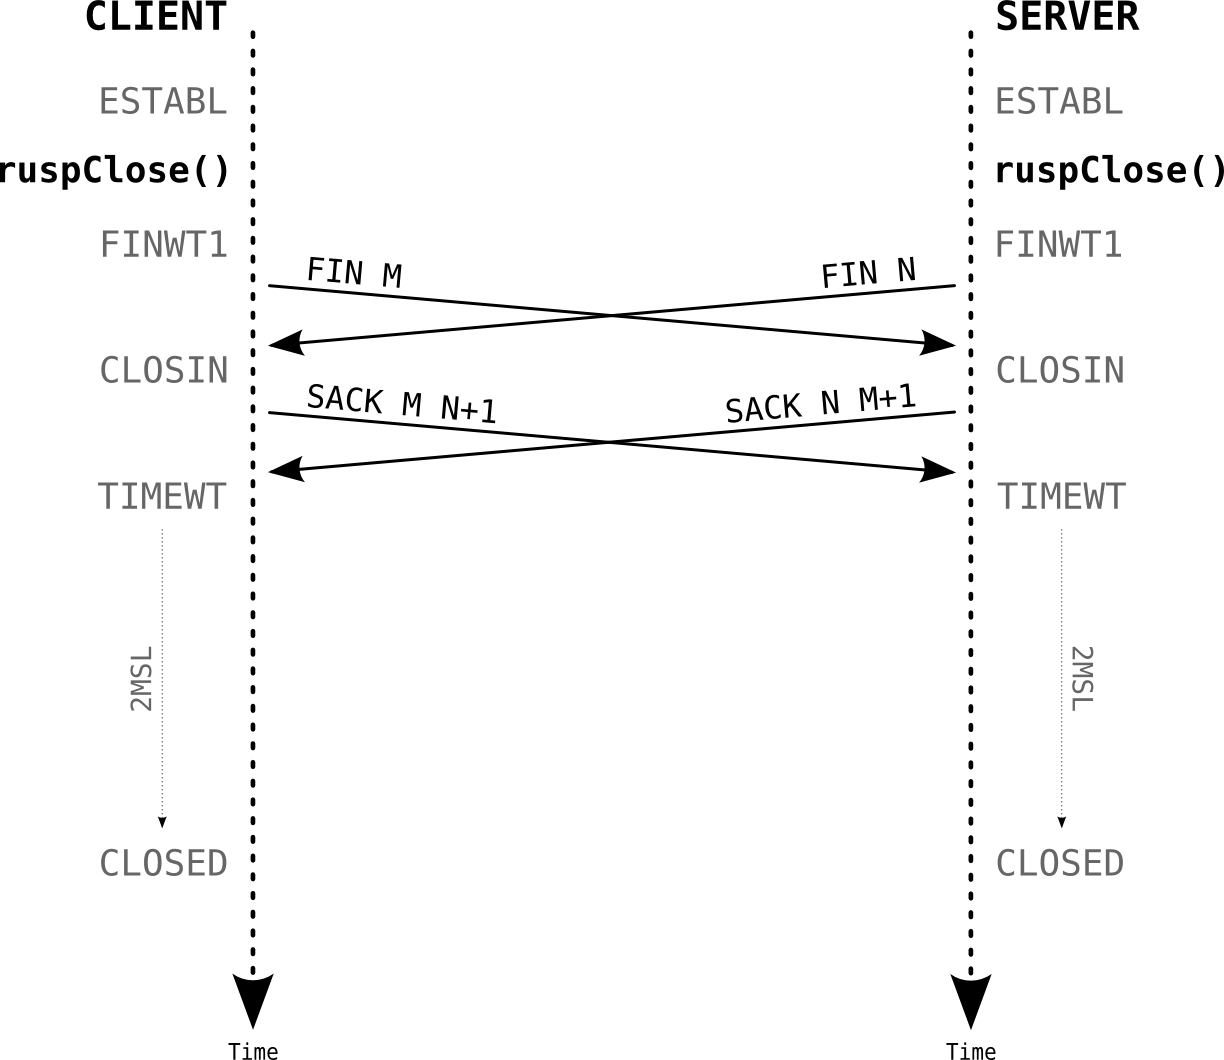 CLIENT
SERVER
ESTABL
ESTABL
ruspClose()
ruspClose()
FINWT1
FINWT1
FIN M
FIN N
CLOSIN
CLOSIN
SACK M N+1
SACK N M+1
TIMEWT
TIMEWT
2MSL
2MSL
CLOSED
CLOSED
Time
Time